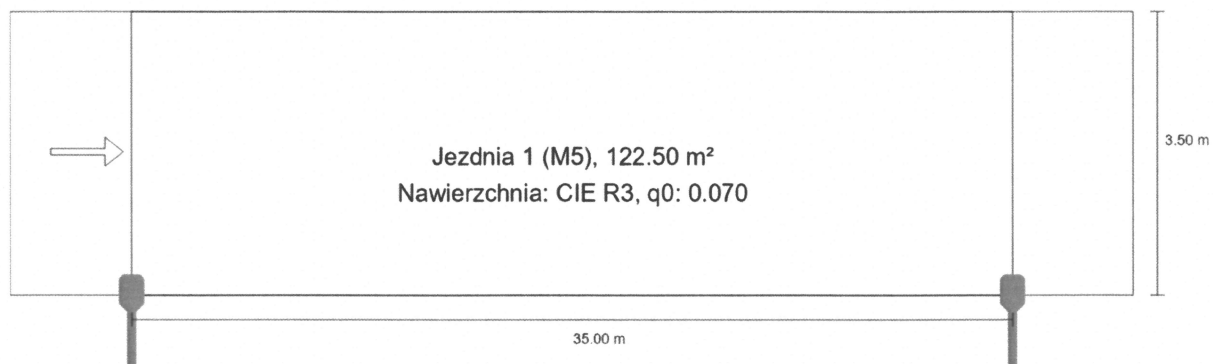 Jezdnia 1 (M5), 122.50 m²
3.50 m
Nawierzchnia: CIE R3, q0: 0.070
35.00 m